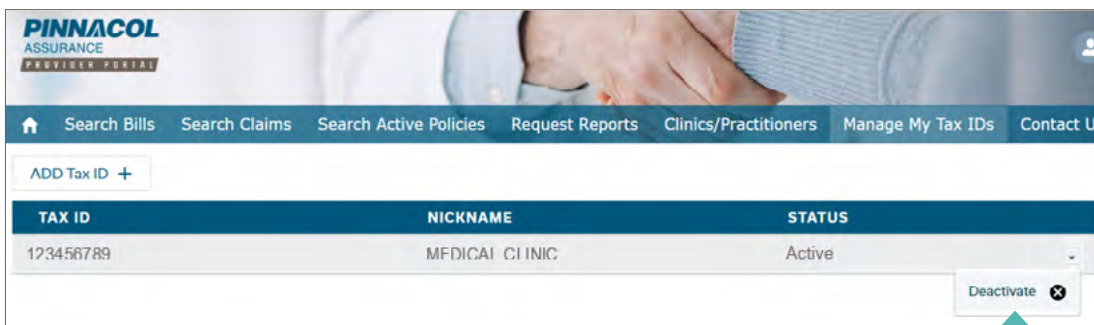 PINNACOL
ASSURANCE
PROVIDER PORTAL
Search Bills Search Claims Search Active Policies Request Reports Clinics/Practitioners Manage My Tax IDs Contact U
ADD Tax ID +
TAX ID NICKNAME STATUS
123456789 MEDICAL CLINIC Active
Deactivate